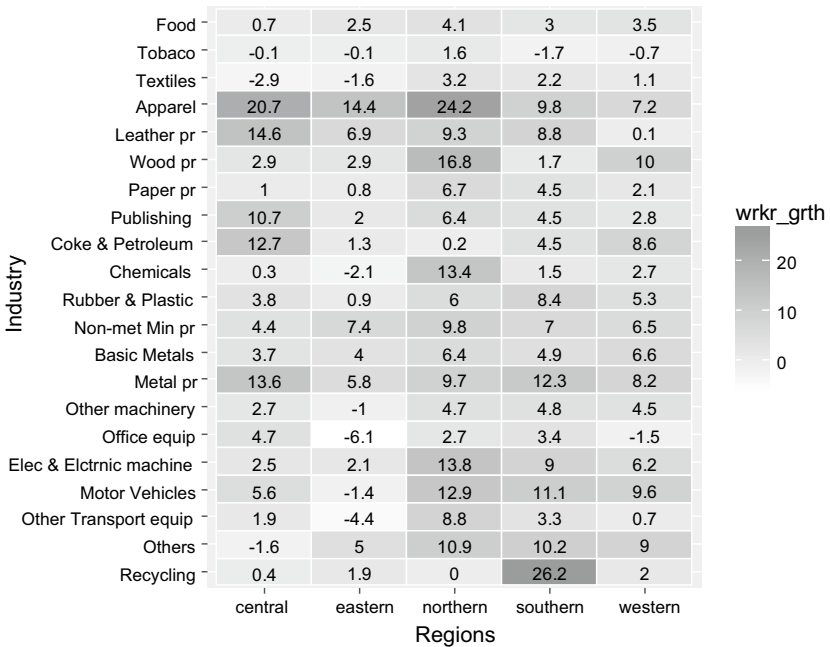 Food 0.7 2.5 4.1 3 3.5
Tobaco -0.1 -0.1 1.6 -1.7 -0.7
Textiles -2.9 -1.6 3.2 2.2 1.1
Apparel 20.7 14.4 24.2 9.8 7.2
Leather pr 14.6 6.9 9.3 8.8 0.1
Wood pr 2.9 2.9 16.8 1.7 10
Paper pr 1 0.8 6.7 4.5 2.1
Publishing 10.7 2 6.4 4.5 2.8
Coke & Petroleum 12.7 1.3 0.2 4.5 8.6
Chemicals 0.3 -2.1 13.4 1.5 2.7
Rubber & Plastic 3.8 0.9 6 8.4 5.3
Non-met Min pr 4.4 7.4 9.8 7 6.5
Basic Metals 3.7 4 6.4 4.9 6.6
Metal pr 13.6 5.8 9.7 12.3 8.2
Other machinery 2.7 -1 4.7 4.8 4.5
Office equip 4.7 -6.1 2.7 3.4 -1.5
Elec & Elctrnic machine 2.5 2.1 13.8 9 6.2
Motor Vehicles 5.6 -1.4 12.9 11.1 9.6
Other Transport equip 1.9 -4.4 8.8 3.3 0.7
Others -1.6 5 10.9 10.2 9
Recycling 0.4 1.9 0 26.2 2
central eastern northern southern western
Regions
Industry
wrkr_grth
20
10
0